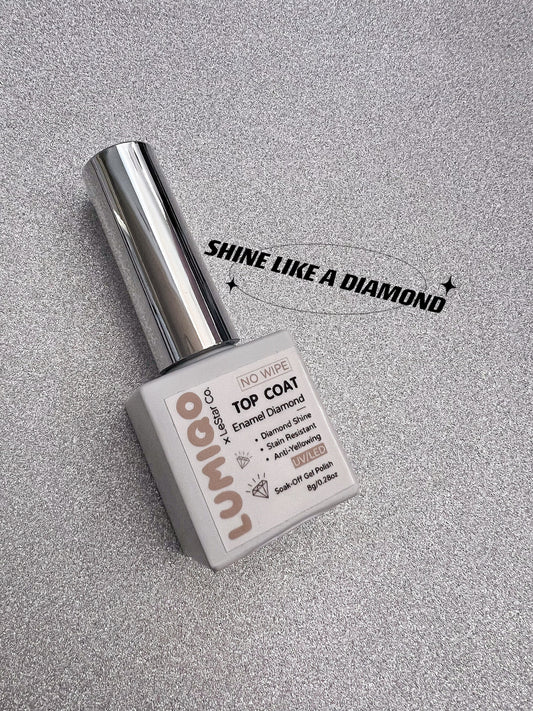 SHINE LIKE A DIAMOND
LUMIQO
x LeStar Co.
NO WIPE
TOP COAT
Enamel Diamond
• Diamond Shine
• Stain Resistant
• Anti-Yellowing
UV/LED
Soak-Off Gel Polish
8g/0.28oz